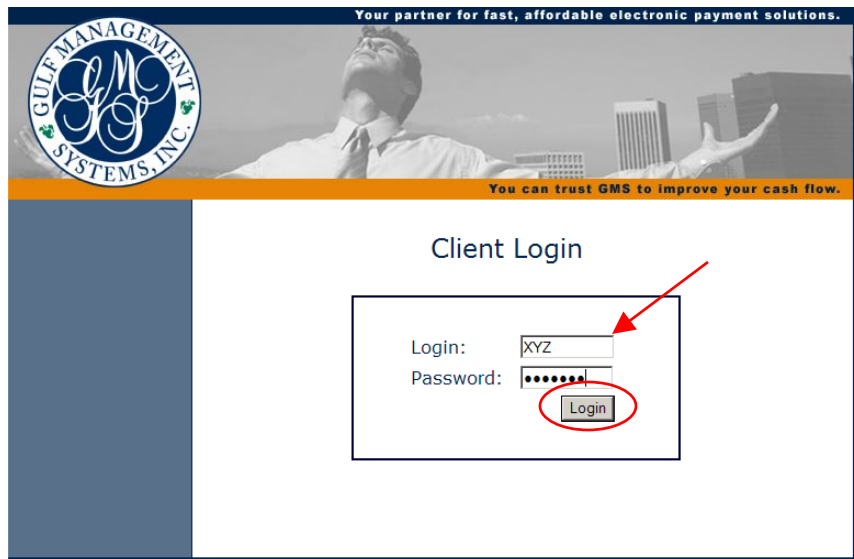 Your partner for fast, affordable electronic payment solutions.
GULF MANAGEMENT
SYSTEMS, INC.
GMS
You can trust GMS to improve your cash flow.
Client Login
Login: XYZ
Password: •••••••
Login